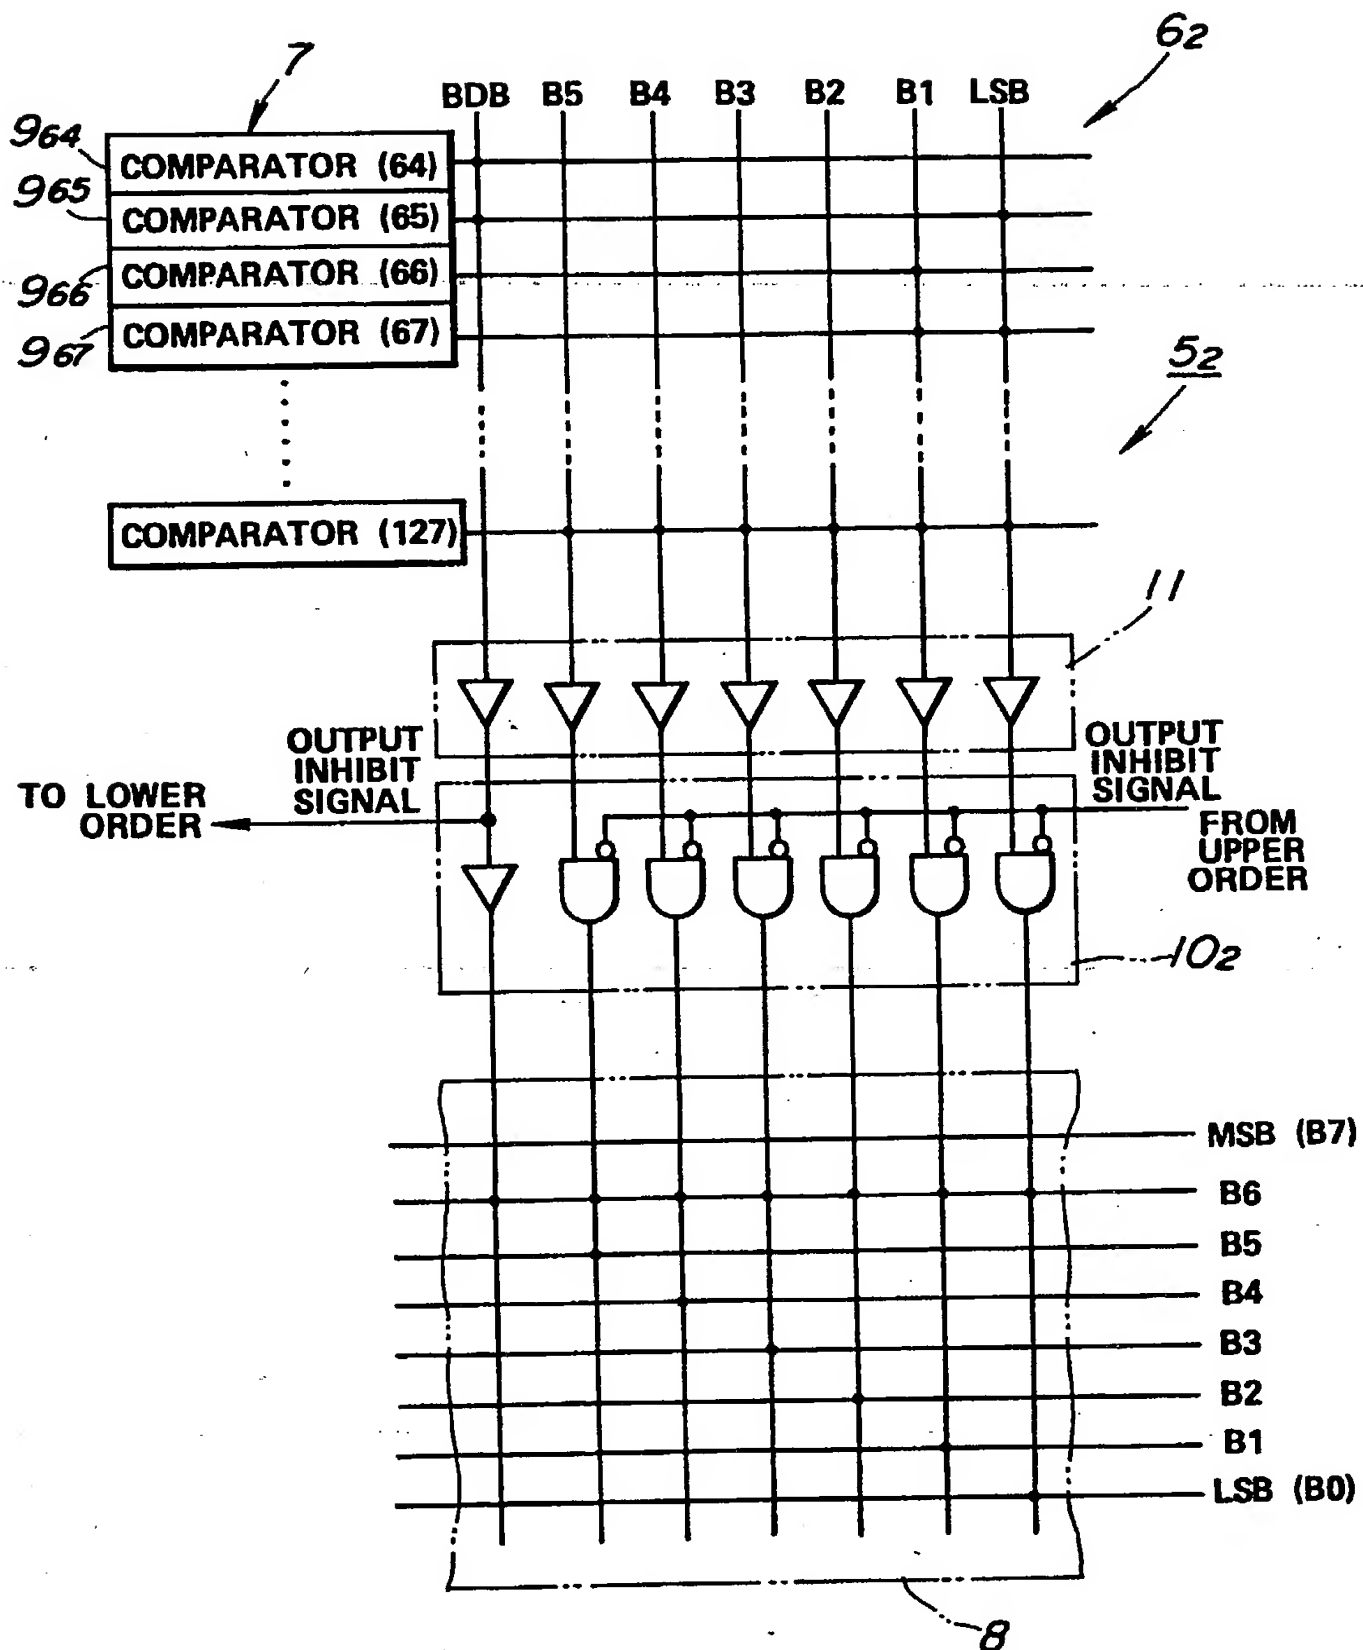 6₂
7
BDB B5 B4 B3 B2 B1 LSB
9₆₄ COMPARATOR (64)
9₆₅ COMPARATOR (65)
9₆₆ COMPARATOR (66)
9₆₇ COMPARATOR (67)
5₂
COMPARATOR (127)
11
OUTPUT
INHIBIT
SIGNAL
TO LOWER
ORDER
OUTPUT
INHIBIT
SIGNAL
FROM
UPPER
ORDER
10₂
MSB (B7)
B6
B5
B4
B3
B2
B1
LSB (B0)
8